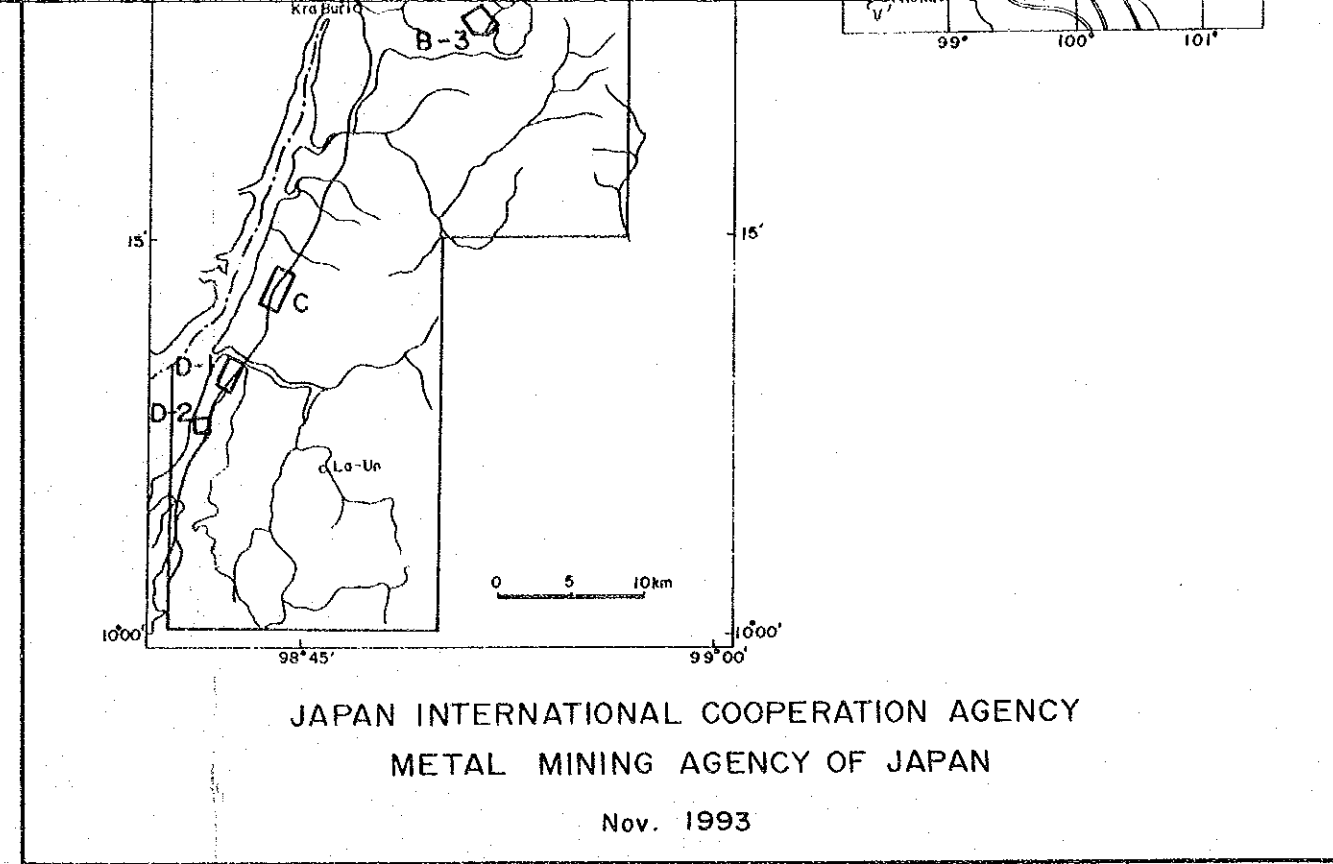 Kra Buri
B-3
99° 100° 101°
15' 15'
C
D-1
D-2
La-Un
0 5 10km
10°00' 10°00'
98°45' 99°00'
JAPAN INTERNATIONAL COOPERATION AGENCY
METAL MINING AGENCY OF JAPAN
Nov. 1993